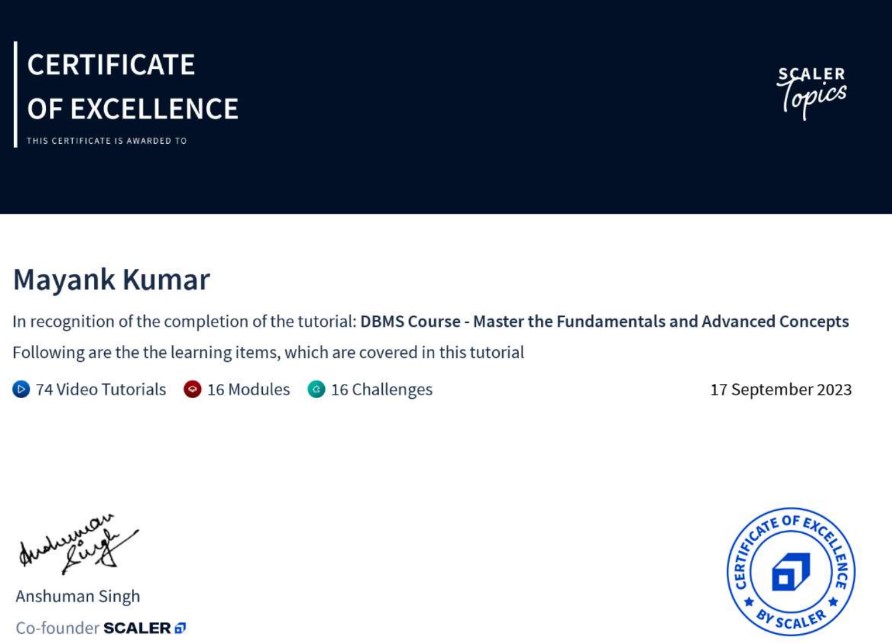 CERTIFICATE
OF EXCELLENCE
THIS CERTIFICATE IS AWARDED TO
SCALER
Topics
Mayank Kumar
In recognition of the completion of the tutorial: DBMS Course - Master the Fundamentals and Advanced Concepts
Following are the the learning items, which are covered in this tutorial
74 Video Tutorials 16 Modules 16 Challenges 17 September 2023
Anshuman
Singh
Anshuman Singh
Co-founder SCALER
CERTIFICATE OF EXCELLENCE
BY SCALER